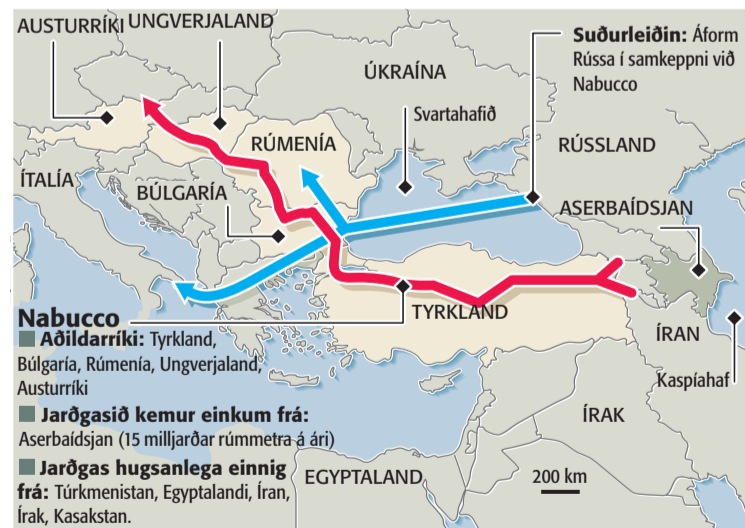 AUSTURRÍKI
UNGVERJALAND
Suðurleiðin: Áform
Rússa í samkeppni við
Nabucco
ÚKRAÍNA
Svartahafið
RÚMENÍA
RÚSSLAND
ÍTALÍA
BÚLGARÍA
ASERBAÍDSJAN
TYRKLAND
ÍRAN
Kaspíahaf
ÍRAK
EGYPTALAND
200 km
Nabucco
Aðildarríki: Tyrkland,
Búlgaría, Rúmenía, Ungverjaland,
Austurríki
Jarðgasið kemur einkum frá:
Aserbaídsjan (15 milljarðar rúmmetra á ári)
Jarðgas hugsanlega einnig
frá: Túrkmenistan, Egyptalandi, Íran,
Írak, Kasakstan.